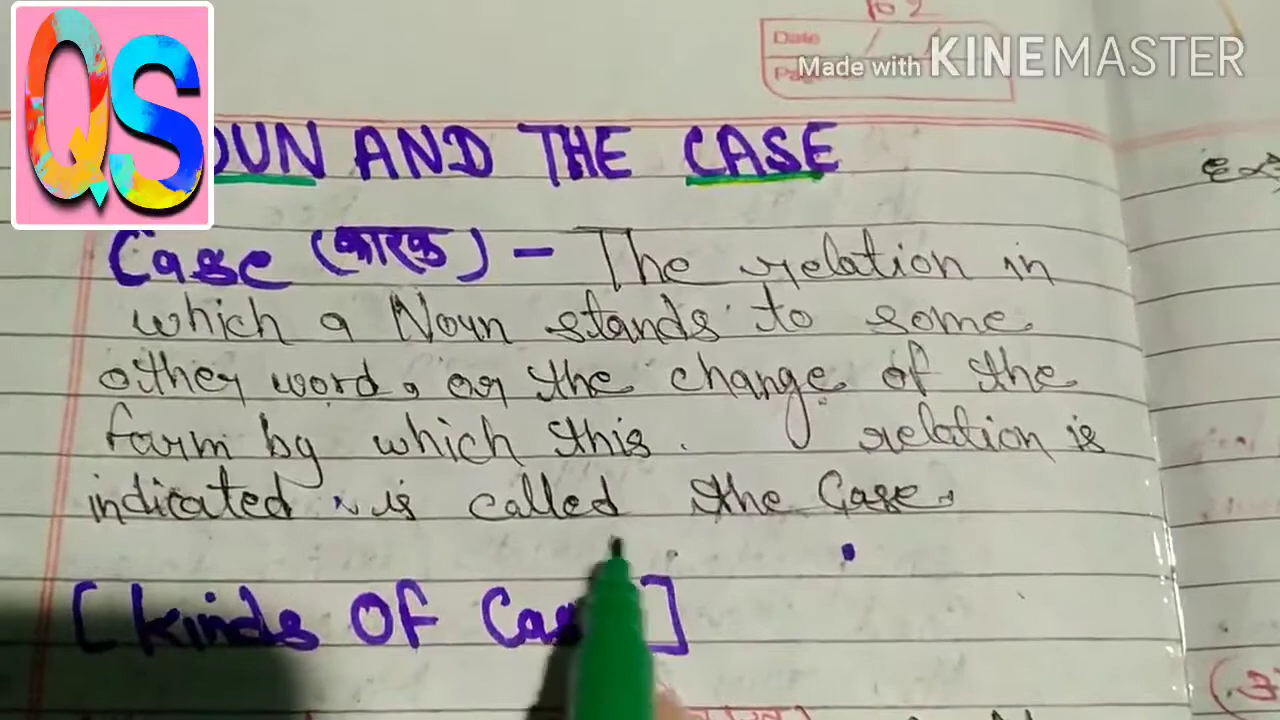 QS
Date / /
Made with KINEMASTER
OUN AND THE CASE
Case (कारक) - The relation in
which a Noun stands to some
other word, or the change of the
form by which this. relation is
indicated, is called the Case.
[Kinds OF Cas ]